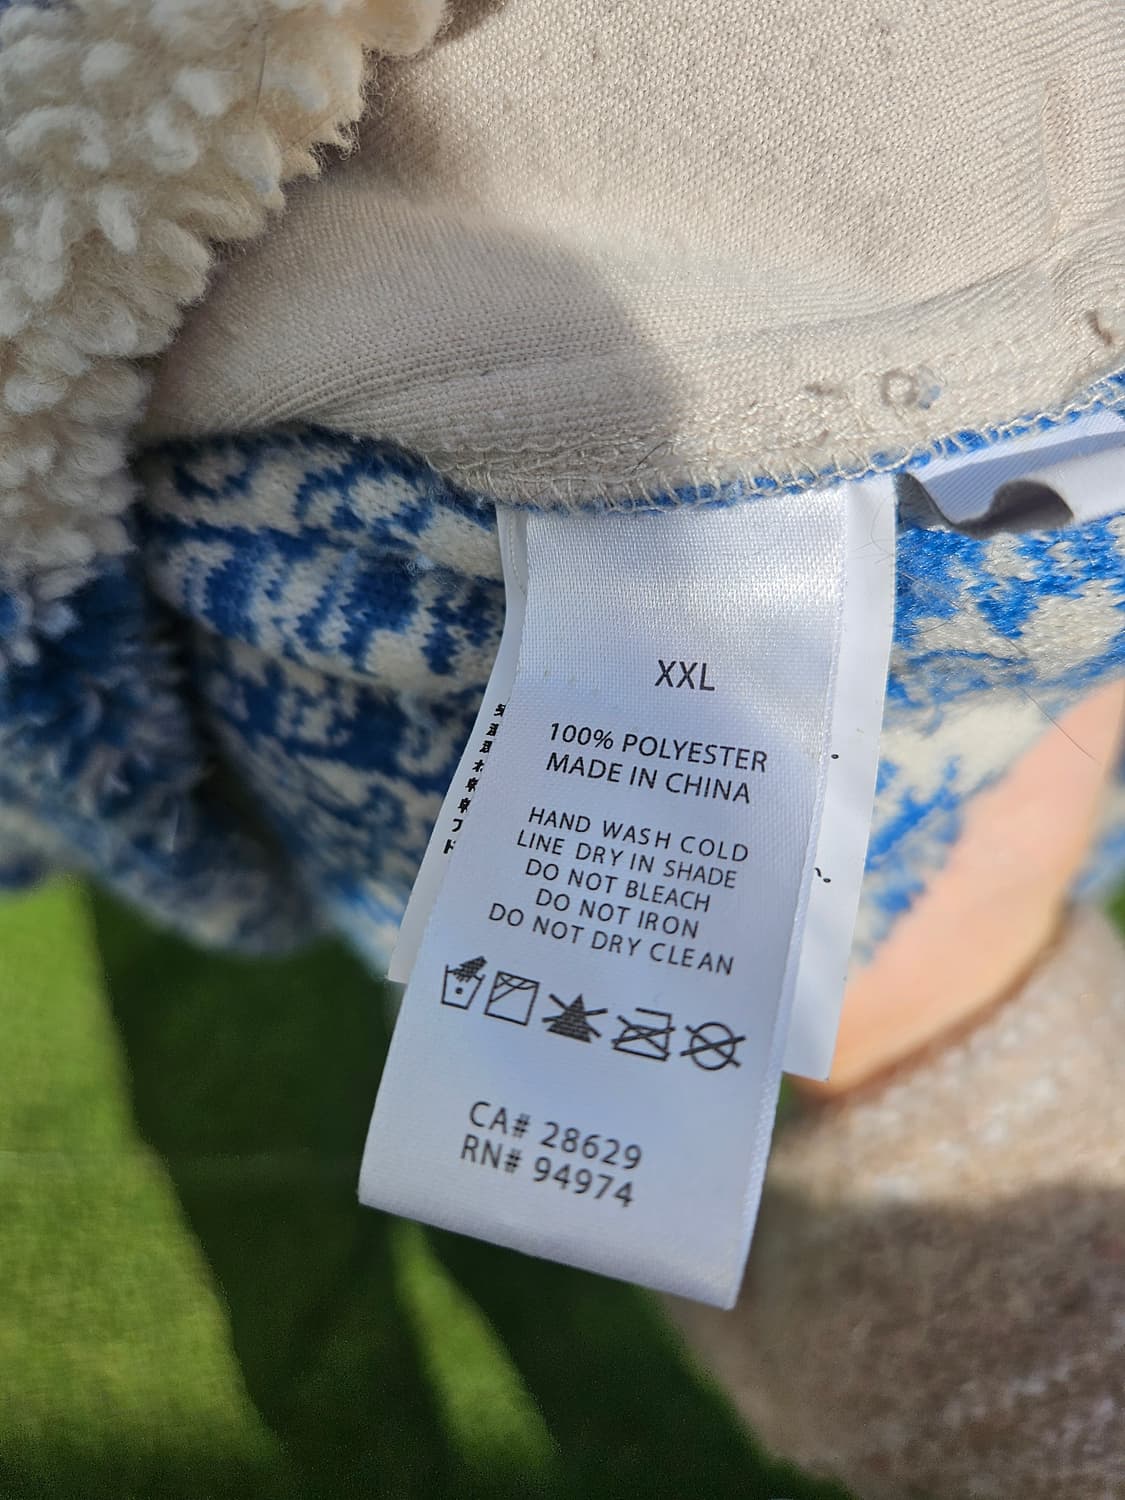 XXL
100% POLYESTER
MADE IN CHINA
HAND WASH COLD
LINE DRY IN SHADE
DO NOT BLEACH
DO NOT IRON
DO NOT DRY CLEAN
CA# 28629
RN# 94974